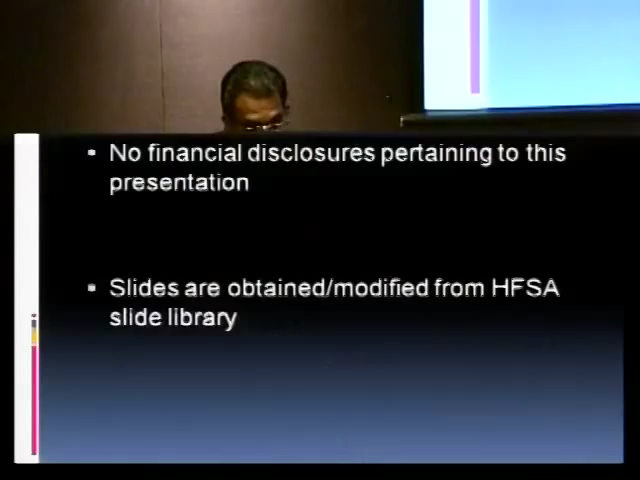 No financial disclosures pertaining to this
presentation
Slides are obtained/modified from HFSA
slide library